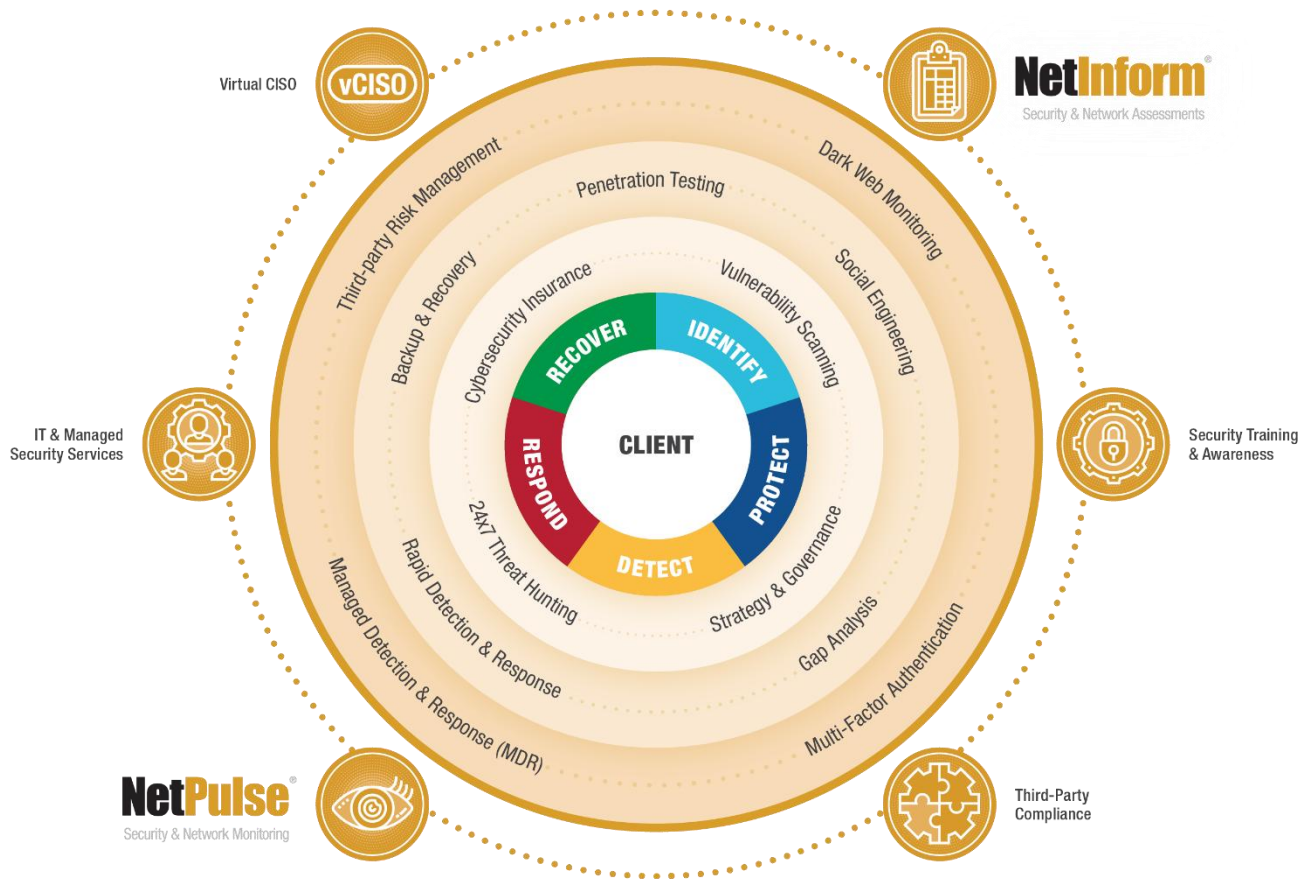 Virtual CISO
vCISO
NetInform®
Security & Network Assessments
Third-party Risk Management
Dark Web Monitoring
Penetration Testing
Backup & Recovery
Social Engineering
Cybersecurity Insurance
Vulnerability Scanning
RECOVER
IDENTIFY
CLIENT
RESPOND
PROTECT
DETECT
IT & Managed
Security Services
Security Training
& Awareness
24x7 Threat Hunting
Strategy & Governance
Rapid Detection & Response
Gap Analysis
Managed Detection & Response (MDR)
Multi-Factor Authentication
NetPulse®
Security & Network Monitoring
Third-Party
Compliance